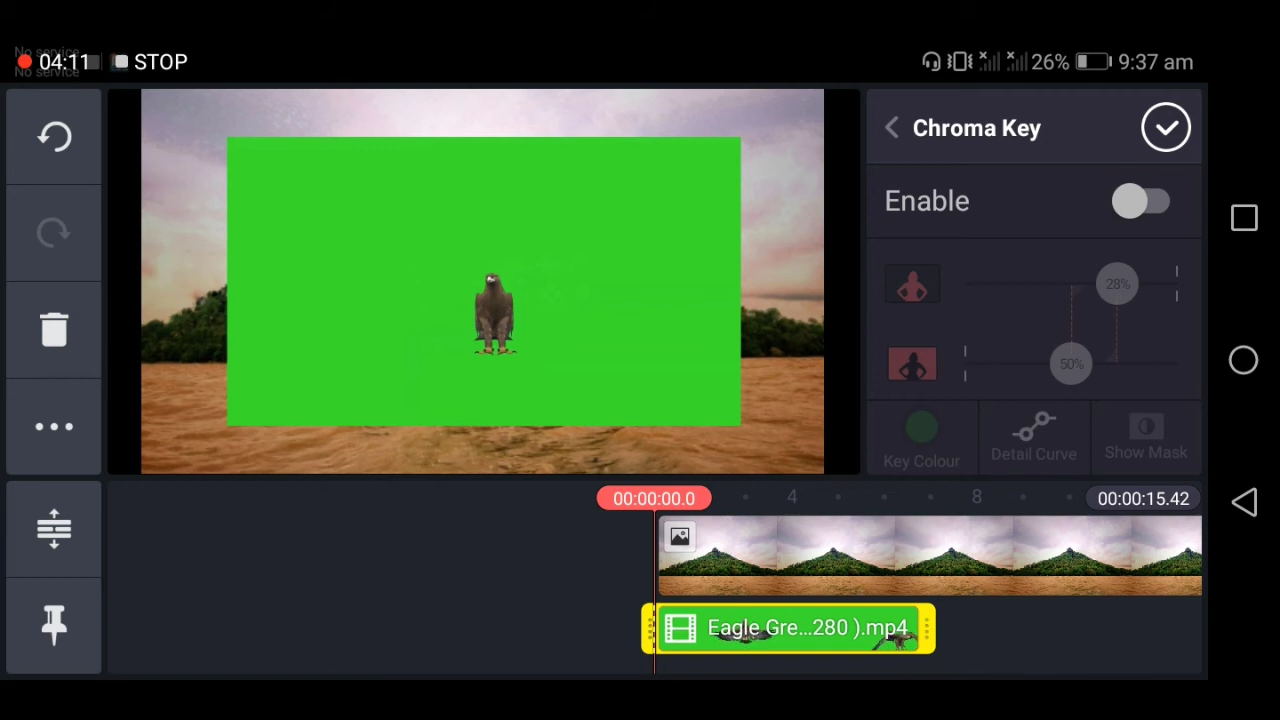 No service
04:11 STOP
No service
26% 9:37 am
Chroma Key
Enable
28%
50%
Key Colour
Detail Curve
Show Mask
00:00:00.0
4
8
00:00:15.42
Eagle Gre...280 ).mp4